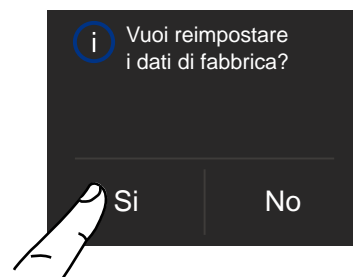 i
Vuoi reimpostare
i dati di fabbrica?
Si
No